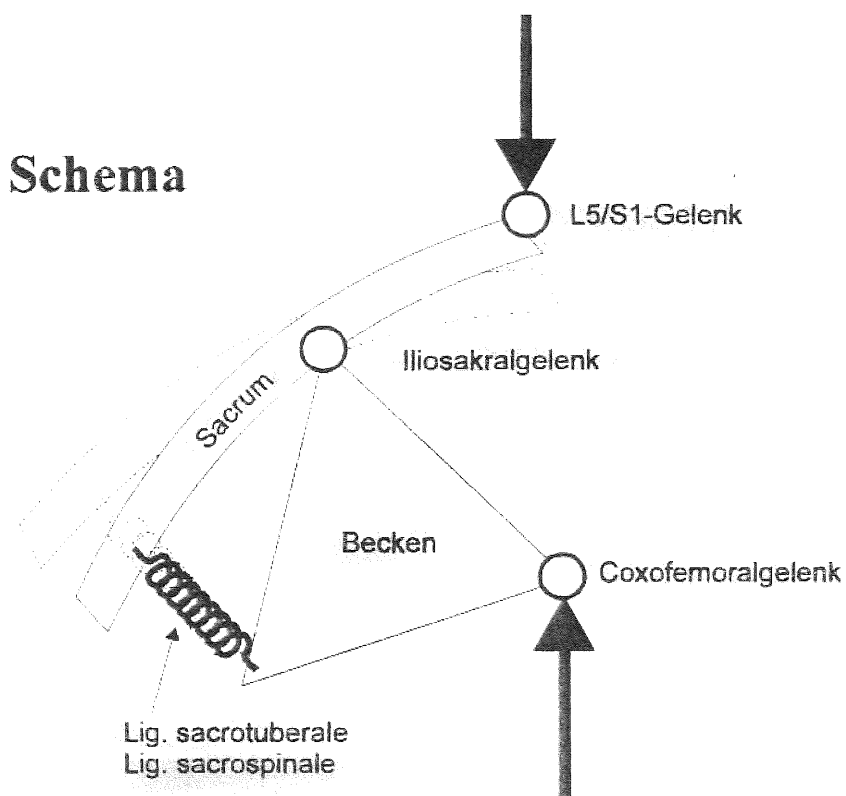 Schema
L5/S1-Gelenk
Iliosakralgelenk
Sacrum
Becken
Coxofemoralgelenk
Lig. sacrotuberale
Lig. sacrospinale